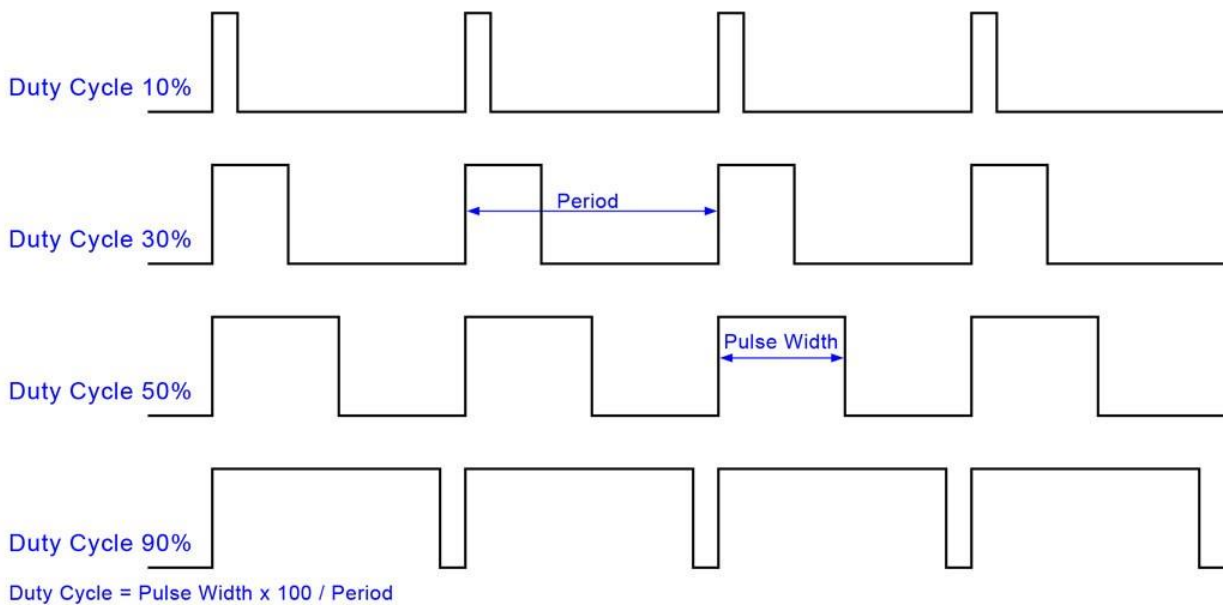 Duty Cycle 10%
Period
Duty Cycle 30%
Pulse Width
Duty Cycle 50%
Duty Cycle 90%
Duty Cycle = Pulse Width x 100 / Period